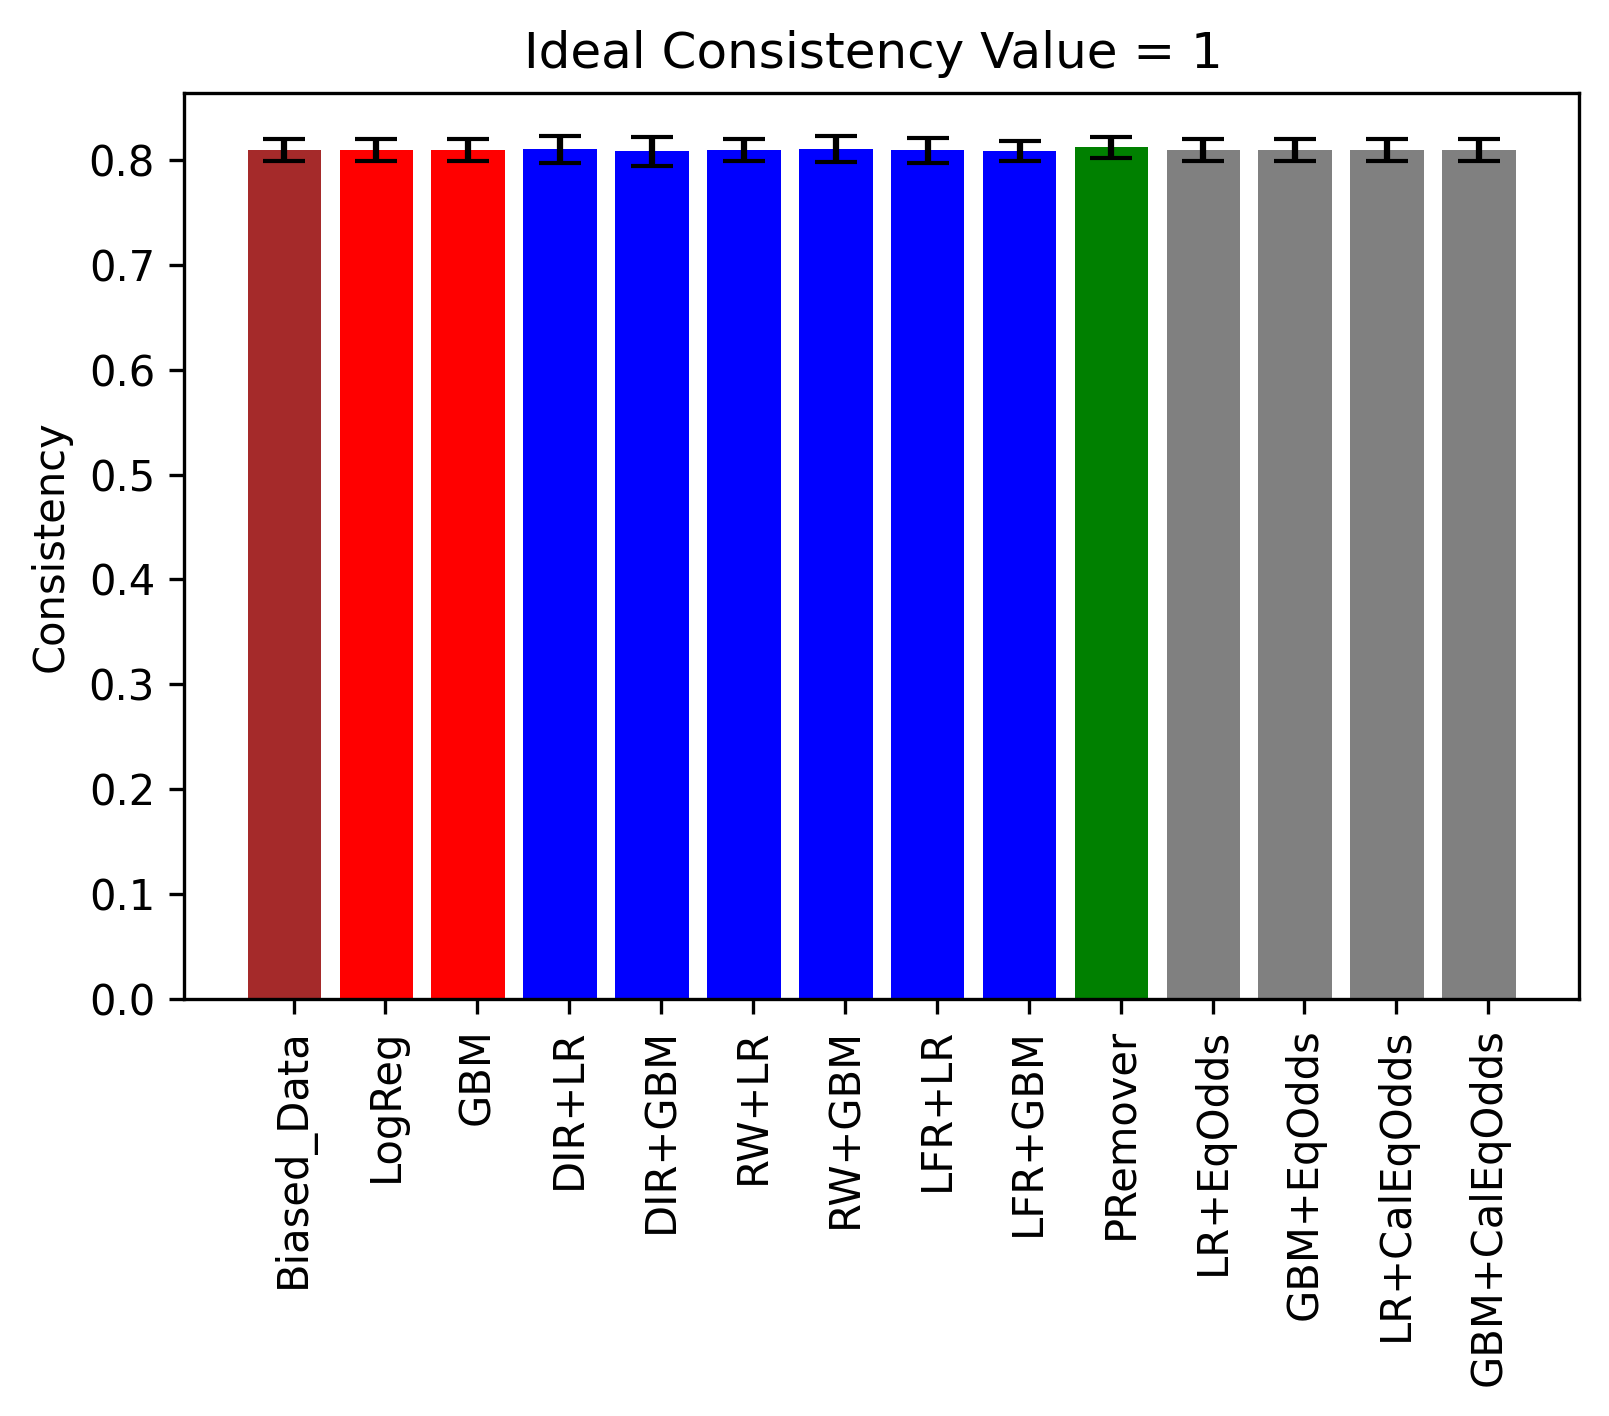 Ideal Consistency Value = 1
Consistency
0.8
0.7
0.6
0.5
0.4
0.3
0.2
0.1
0.0
Biased_Data
LogReg
GBM
DIR+LR
DIR+GBM
RW+LR
RW+GBM
LFR+LR
LFR+GBM
PRemover
LR+EqOdds
GBM+EqOdds
LR+CalEqOdds
GBM+CalEqOdds